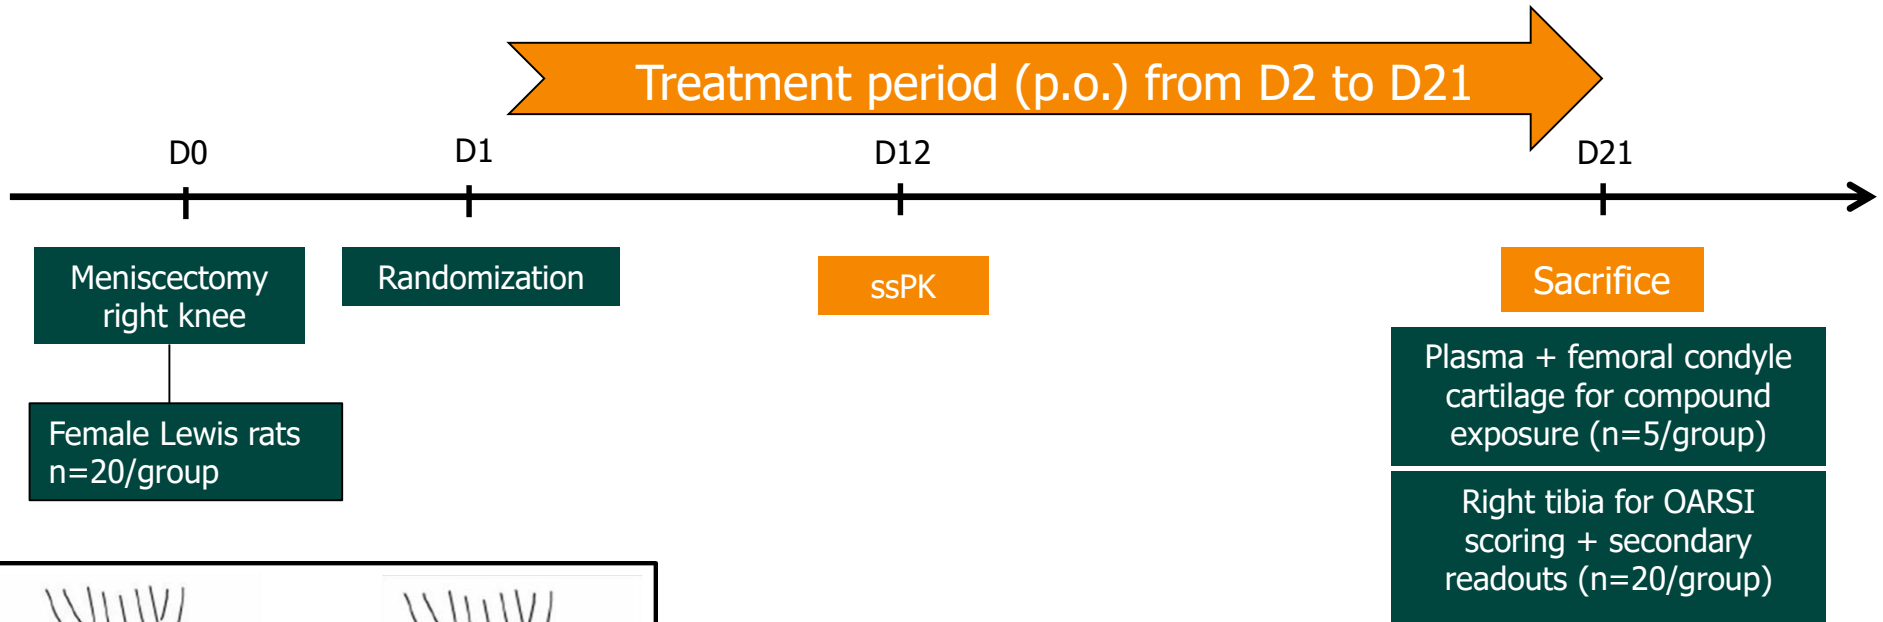 Treatment period (p.o.) from D2 to D21
D0
D1
D12
D21
Meniscectomy
right knee
Randomization
ssPK
Sacrifice
Female Lewis rats
n=20/group
Plasma + femoral condyle
cartilage for compound
exposure (n=5/group)
Right tibia for OARSI
scoring + secondary
readouts (n=20/group)